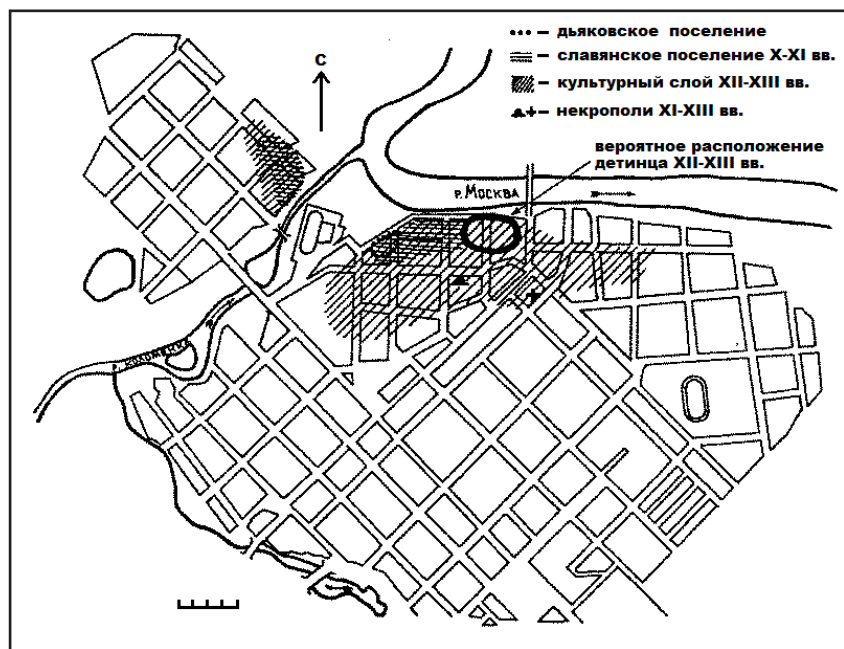 ••• – дьяковское поселение
– славянское поселение X-XI вв.
– культурный слой XII-XIII вв.
– некрополи XI-XIII вв.
С
вероятное расположение
детинца XII-XIII вв.
р. Москва
Коломенка